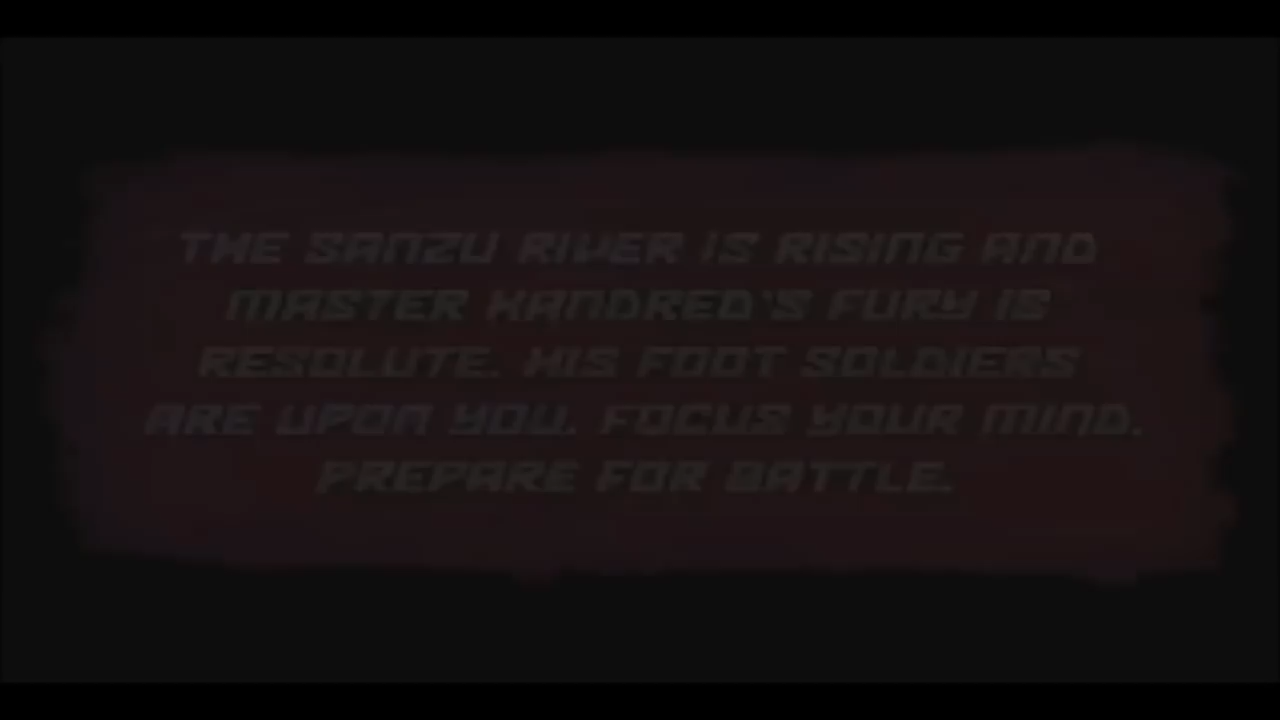 THE SANZU RIVER IS RISING AND
MASTER XANDRED'S FURY IS
RESOLUTE. HIS FOOT SOLDIERS
ARE UPON YOU. FOCUS YOUR MIND.
PREPARE FOR BATTLE.